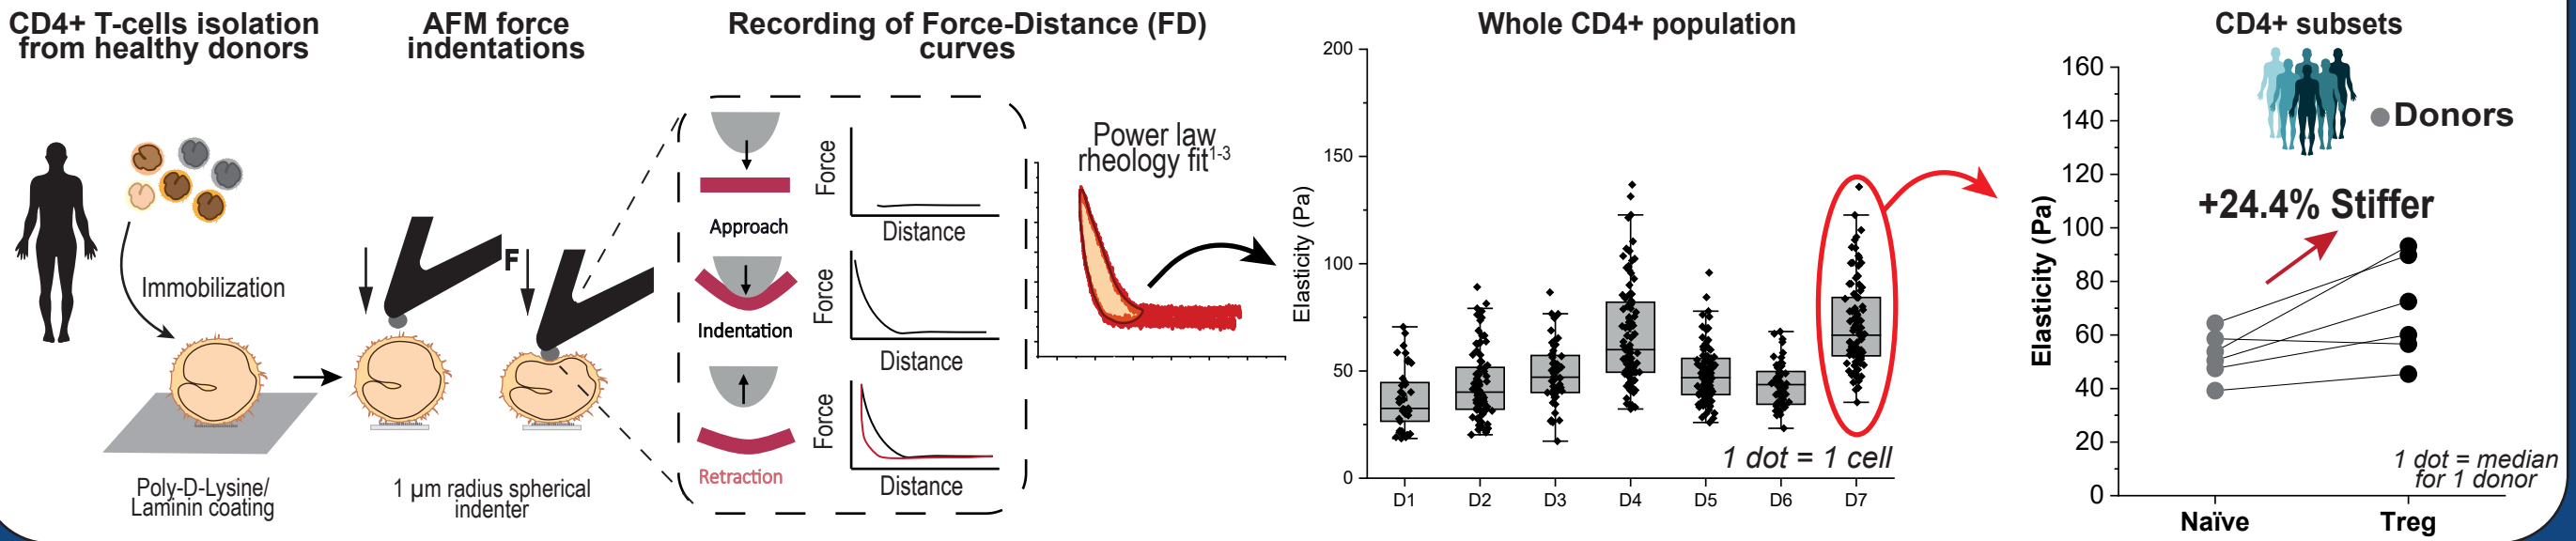 CD4+ T-cells isolation
from healthy donors
Immobilization
Poly-D-Lysine/
Laminin coating
AFM force
indentations
F
1 µm radius spherical
indenter
Recording of Force-Distance (FD)
curves
Approach
Force
Distance
Indentation
Force
Distance
Retraction
Force
Distance
Power law
rheology fit1-3
Whole CD4+ population
Elasticity (Pa)
200
150
100
50
0
D1 D2 D3 D4 D5 D6 D7
1 dot = 1 cell
CD4+ subsets
Donors
+24.4% Stiffer
Elasticity (Pa)
160
140
120
100
80
60
40
20
0
1 dot = median
for 1 donor
Naïve Treg